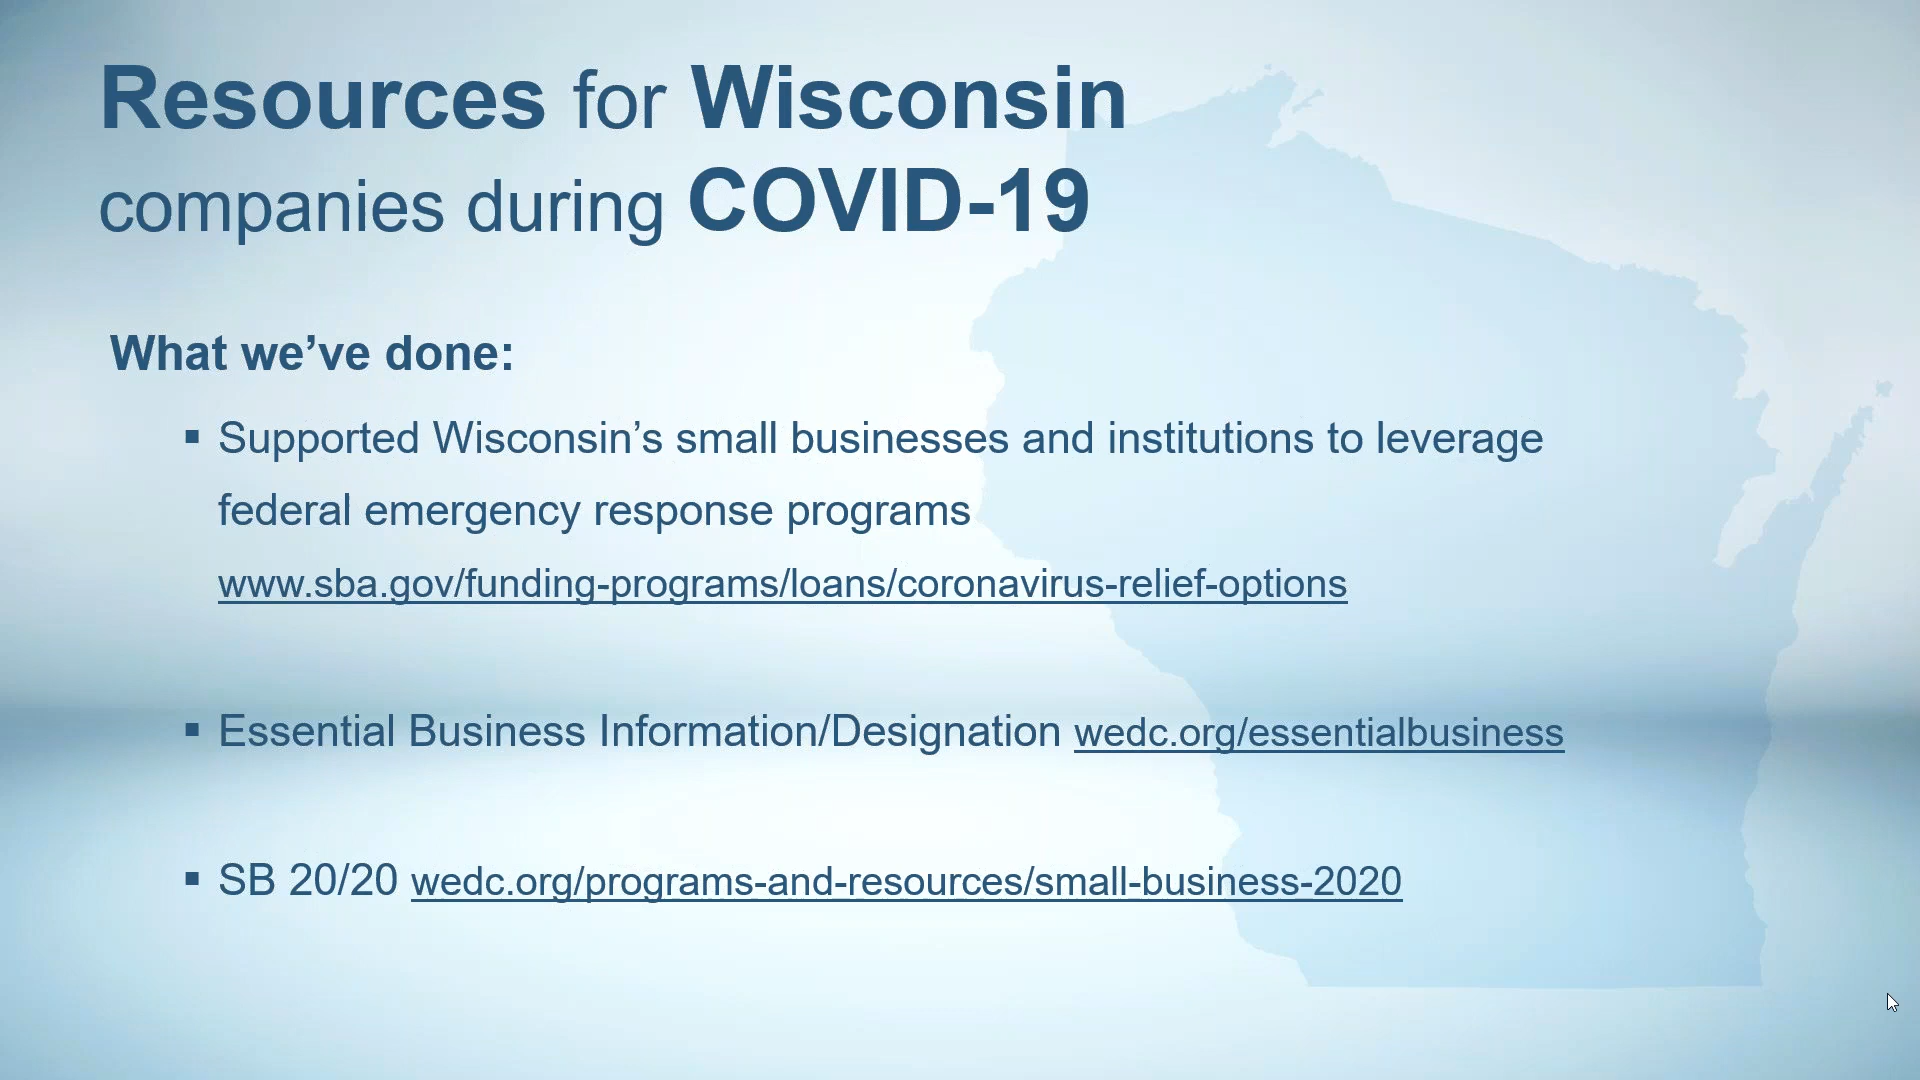 Resources for Wisconsin
companies during COVID-19
What we’ve done:
▪ Supported Wisconsin’s small businesses and institutions to leverage
federal emergency response programs
www.sba.gov/funding-programs/loans/coronavirus-relief-options
▪ Essential Business Information/Designation wedc.org/essentialbusiness
▪ SB 20/20 wedc.org/programs-and-resources/small-business-2020